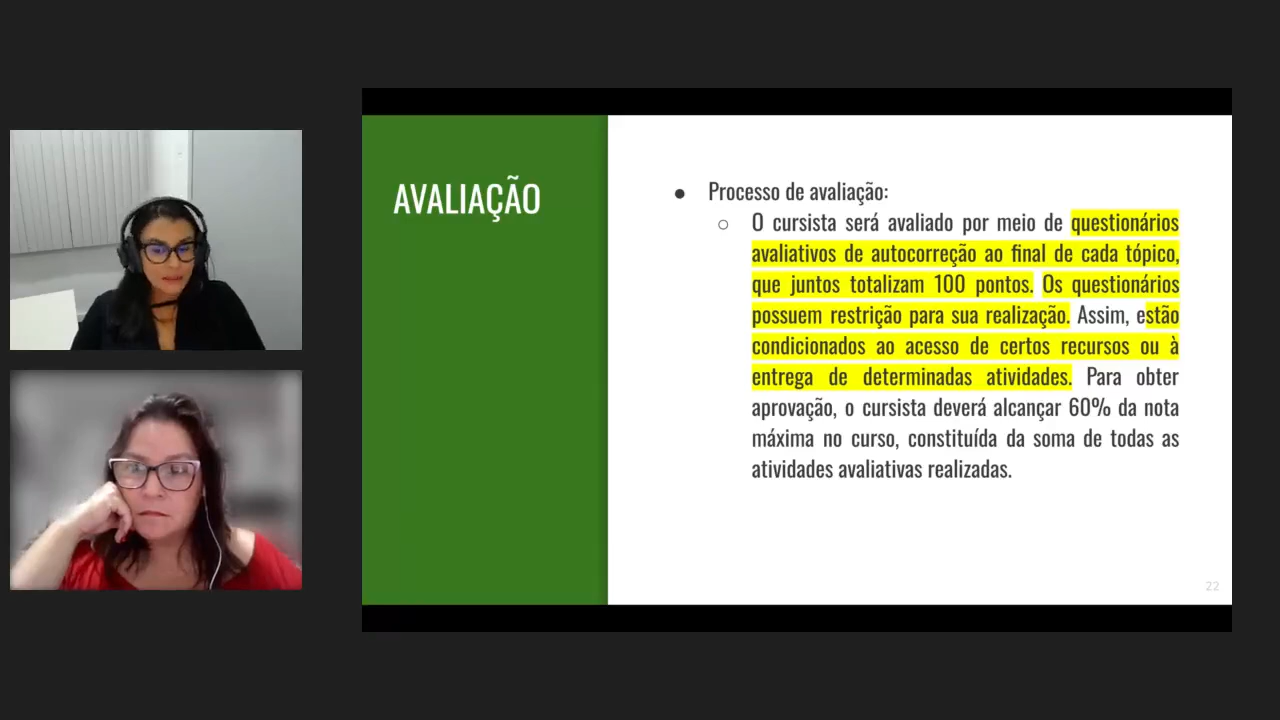 AVALIAÇÃO
● Processo de avaliação:
○ O cursista será avaliado por meio de questionários
avaliativos de autocorreção ao final de cada tópico,
que juntos totalizam 100 pontos. Os questionários
possuem restrição para sua realização. Assim, estão
condicionados ao acesso de certos recursos ou à
entrega de determinadas atividades. Para obter
aprovação, o cursista deverá alcançar 60% da nota
máxima no curso, constituída da soma de todas as
atividades avaliativas realizadas.
22